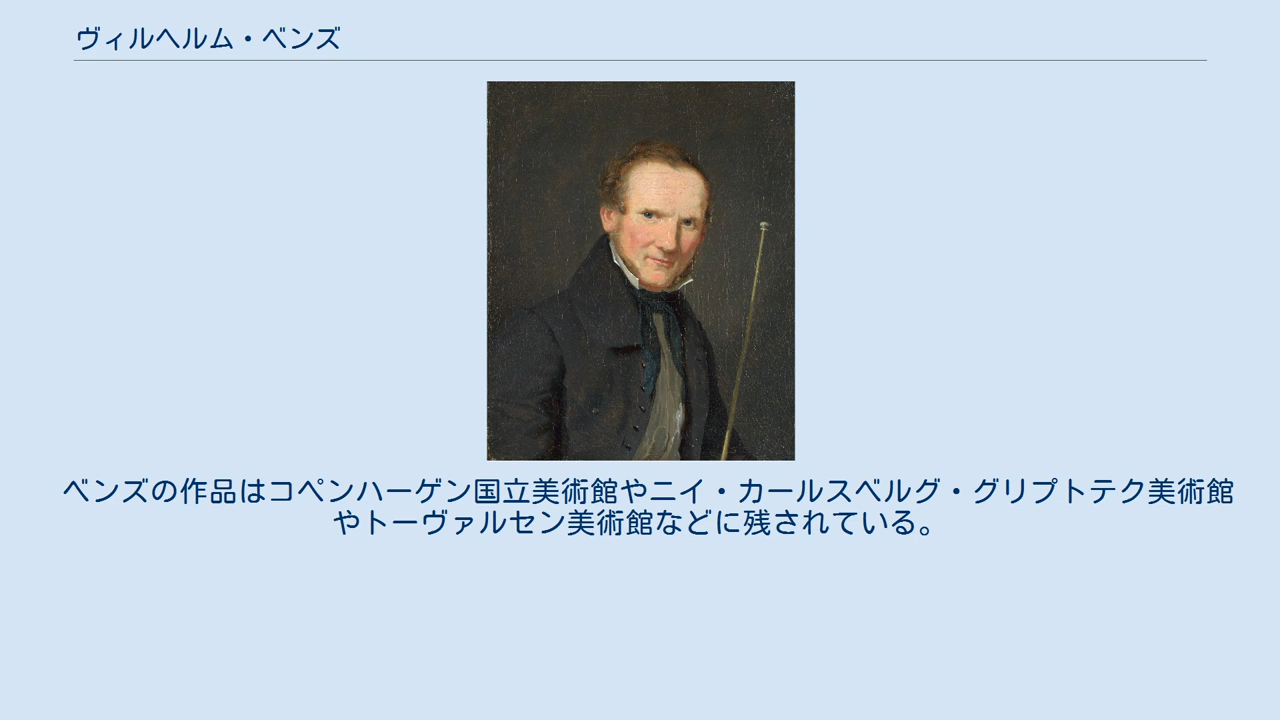 ヴィルヘルム・ベンズ
ベンズの作品はコペンハーゲン国立美術館やニイ・カールスベルグ・グリプトテク美術館
やトーヴァルセン美術館などに残されている。